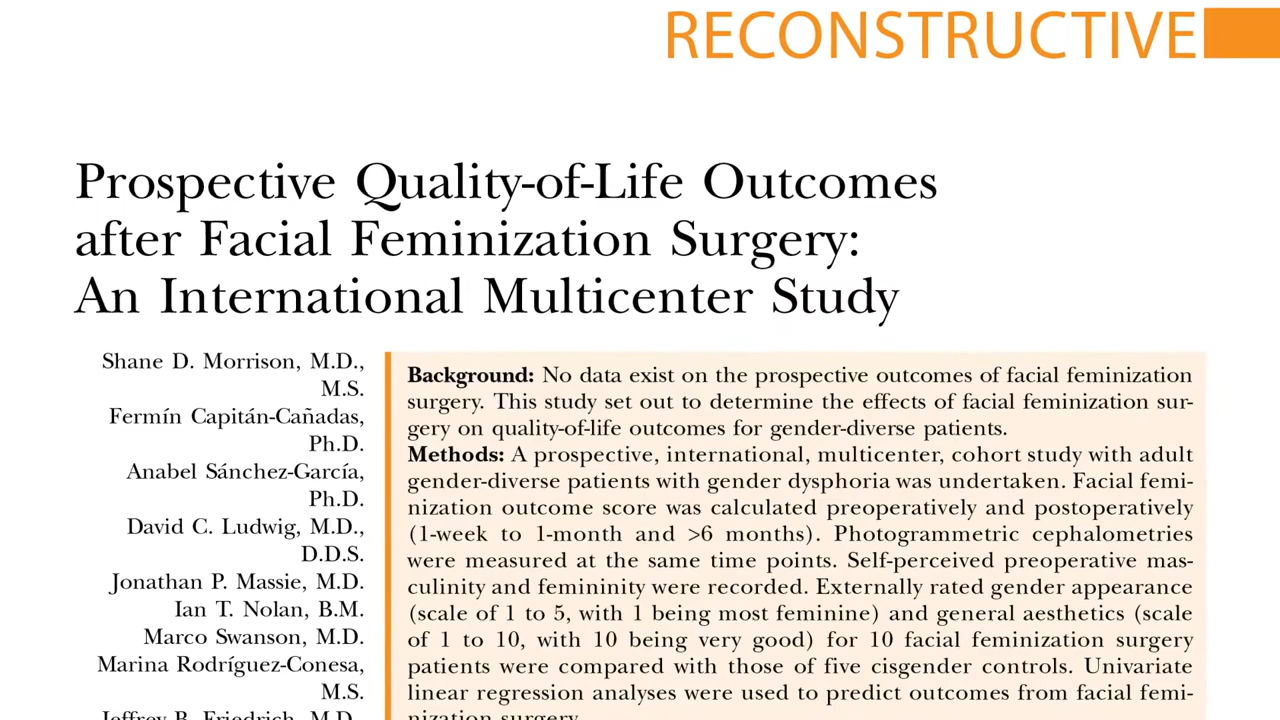 RECONSTRUCTIVE
Prospective Quality-of-Life Outcomes
after Facial Feminization Surgery:
An International Multicenter Study
Shane D. Morrison, M.D.,
M.S.
Fermín Capitán-Cañadas,
Ph.D.
Anabel Sánchez-García,
Ph.D.
David C. Ludwig, M.D.,
D.D.S.
Jonathan P. Massie, M.D.
Ian T. Nolan, B.M.
Marco Swanson, M.D.
Marina Rodríguez-Conesa,
M.S.
Jeffrey B. Friedrich, M.D.,
Background: No data exist on the prospective outcomes of facial feminization
surgery. This study set out to determine the effects of facial feminization sur-
gery on quality-of-life outcomes for gender-diverse patients.
Methods: A prospective, international, multicenter, cohort study with adult
gender-diverse patients with gender dysphoria was undertaken. Facial femi-
nization outcome score was calculated preoperatively and postoperatively
(1-week to 1-month and >6 months). Photogrammetric cephalometries
were measured at the same time points. Self-perceived preoperative mas-
culinity and femininity were recorded. Externally rated gender appearance
(scale of 1 to 5, with 1 being most feminine) and general aesthetics (scale
of 1 to 10, with 10 being very good) for 10 facial feminization surgery
patients were compared with those of five cisgender controls. Univariate
linear regression analyses were used to predict outcomes from facial femi-
nization surgery.